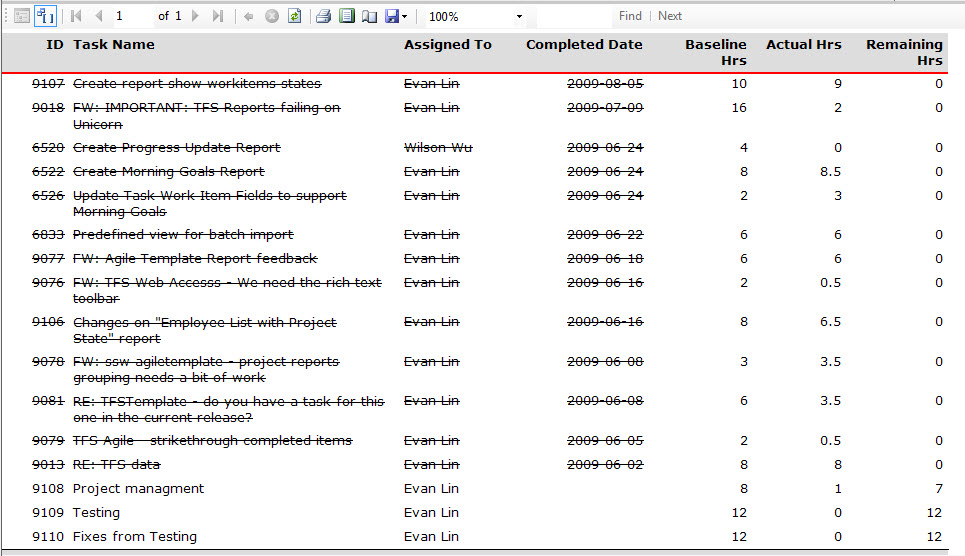 1 of 1 100% Find | Next
ID Task Name Assigned To Completed Date Baseline Actual Hrs Remaining
Hrs Hrs
9107 Create report show workitems states Evan Lin 2009-08-05 10 9 0
9018 FW: IMPORTANT: TFS Reports failing on Evan Lin 2009-07-09 16 2 0
Unicorn
6520 Create Progress Update Report Wilson Wu 2009-06-24 4 0 0
6522 Create Morning Goals Report Evan Lin 2009-06-24 8 8.5 0
6526 Update Task Work Item Fields to support Evan Lin 2009-06-24 2 3 0
Morning Goals
6833 Predefined view for batch import Evan Lin 2009-06-22 6 6 0
9077 FW: Agile Template Report feedback Evan Lin 2009-06-18 6 6 0
9076 FW: TFS Web Accesss - We need the rich text Evan Lin 2009-06-16 2 0.5 0
toolbar
9106 Changes on "Employee List with Project Evan Lin 2009-06-16 8 6.5 0
State" report
9078 FW: ssw agiletemplate - project reports Evan Lin 2009-06-08 3 3.5 0
grouping needs a bit of work
9081 RE: TFSTemplate - do you have a task for this Evan Lin 2009-06-08 6 3.5 0
one in the current release?
9079 TFS Agile - strikethrough completed items Evan Lin 2009-06-05 2 0.5 0
9013 RE: TFS data Evan Lin 2009-06-02 8 8 0
9108 Project managment Evan Lin 8 1 7
9109 Testing Evan Lin 12 0 12
9110 Fixes from Testing Evan Lin 12 0 12